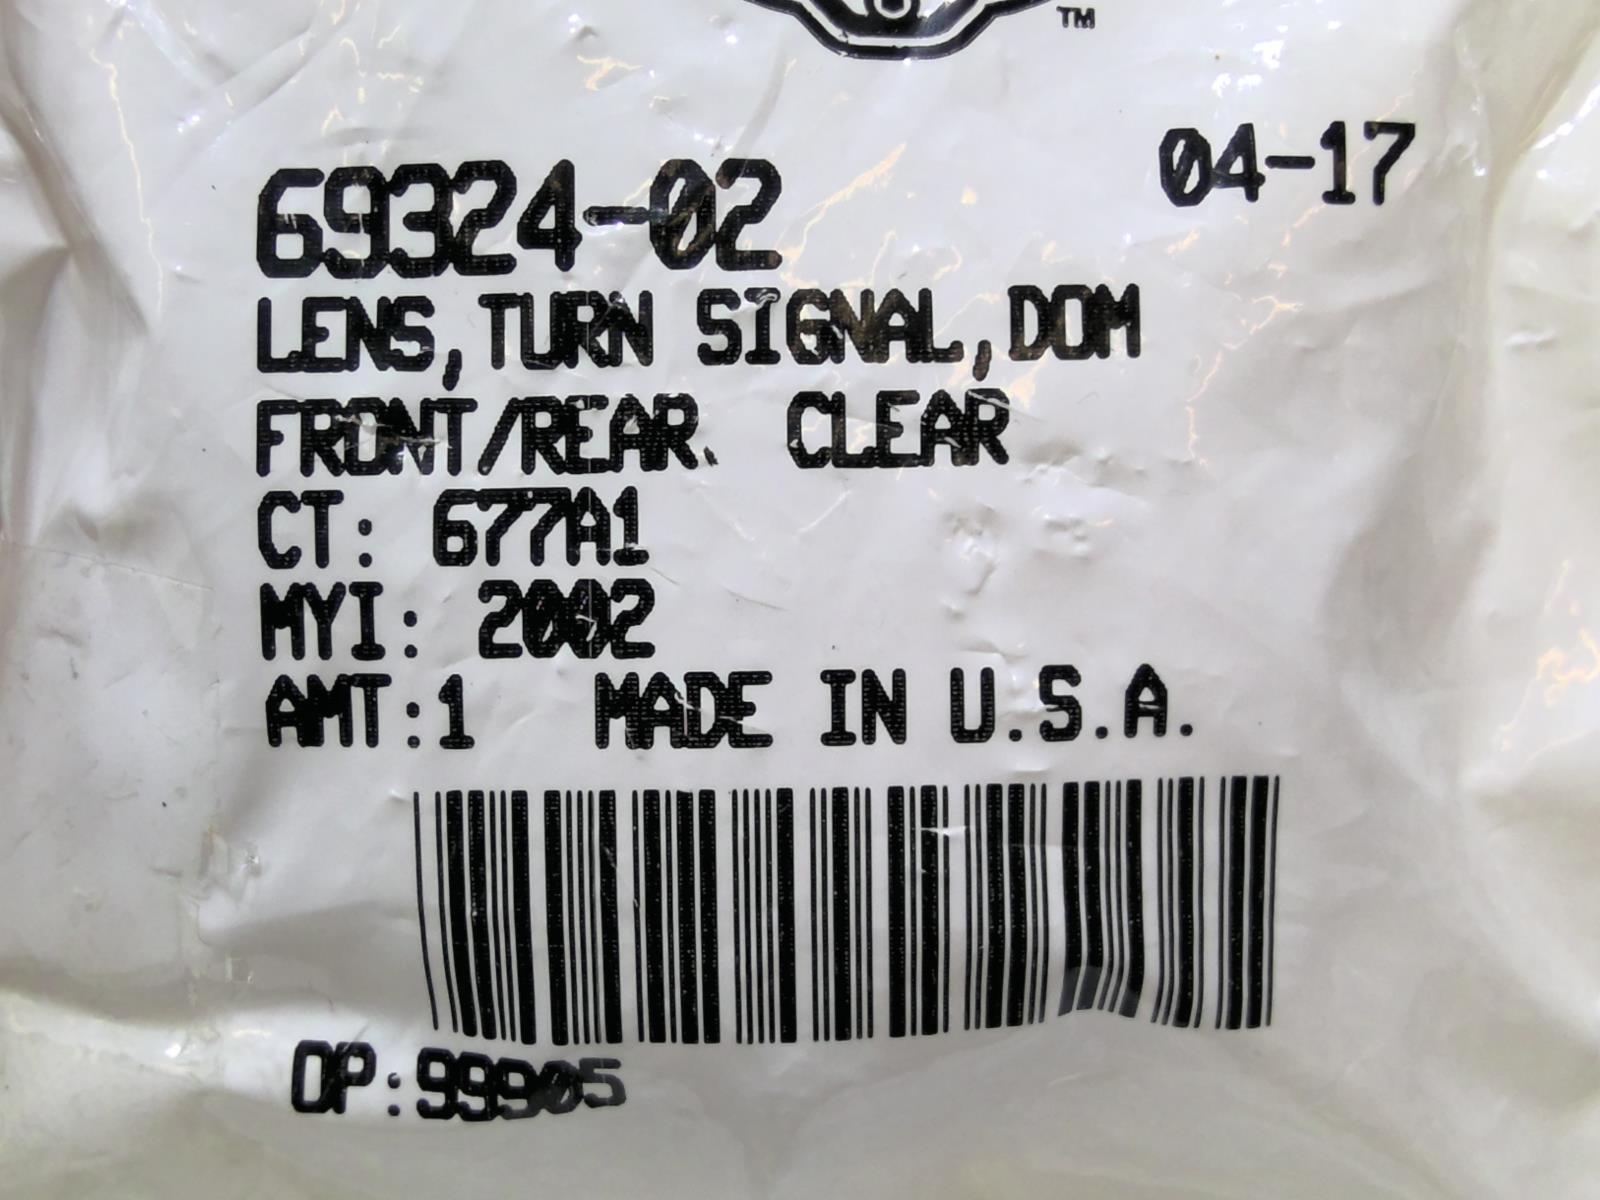 TM
04-17
69324-02
LENS,TURN SIGNAL,DOM
FRONT/REAR. CLEAR
CT: 677A1
MYI: 2002
AMT:1 MADE IN U.S.A.
OP:99905